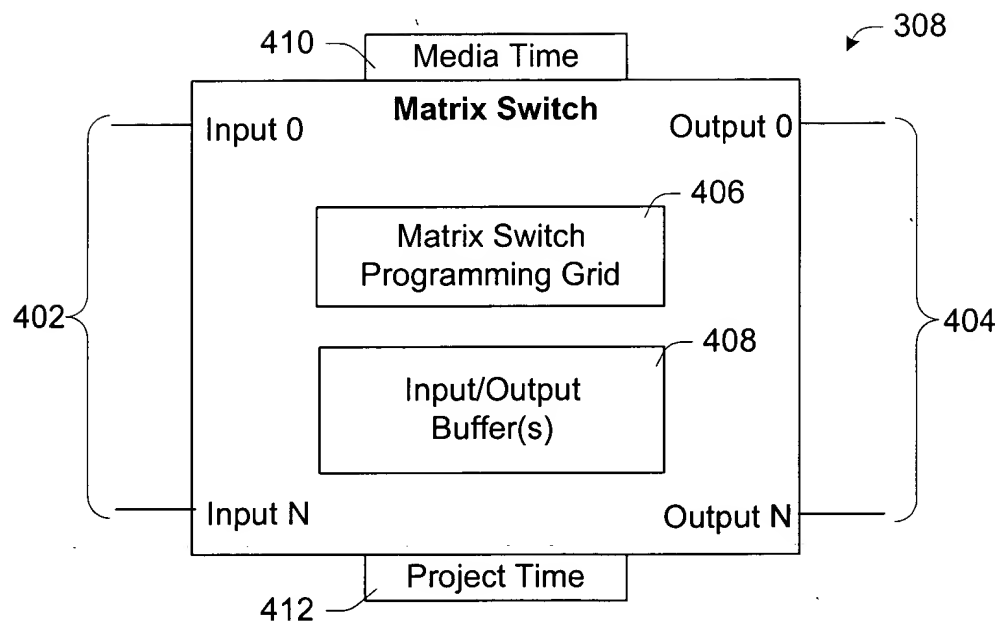 410
Media Time
308
Matrix Switch
Input 0
Output 0
406
Matrix Switch
Programming Grid
402
404
408
Input/Output
Buffer(s)
Input N
Output N
Project Time
412